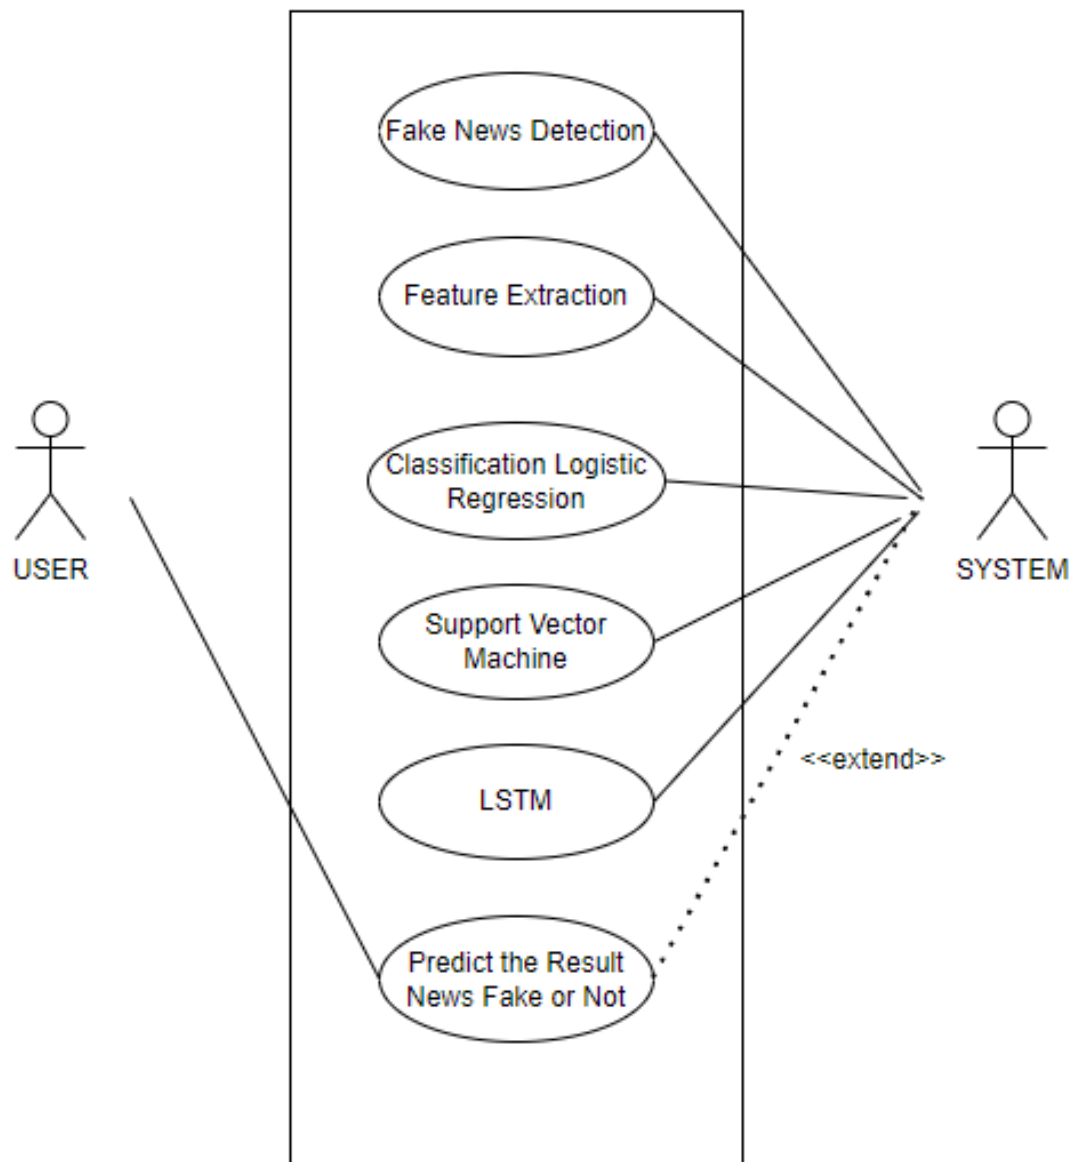 Fake News Detection
Feature Extraction
Classification Logistic
Regression
USER
SYSTEM
Support Vector
Machine
<<extend>>
LSTM
Predict the Result
News Fake or Not